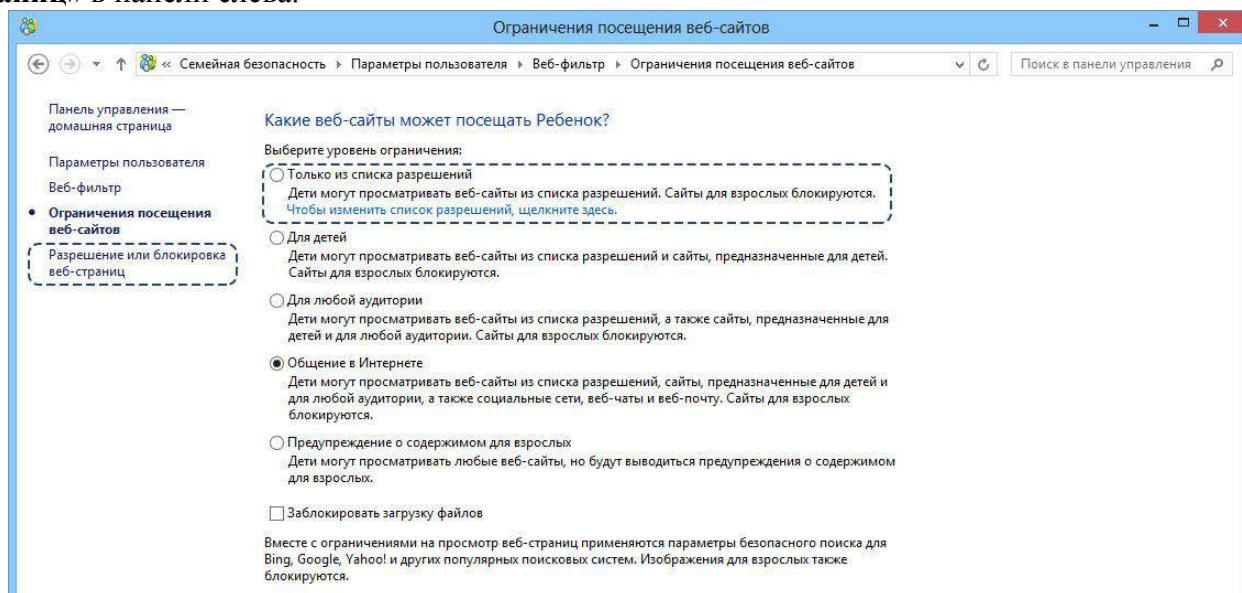 Ограничения посещения веб-сайтов
« Семейная безопасность ▸ Параметры пользователя ▸ Веб-фильтр ▸ Ограничения посещения веб-сайтов
Поиск в панели управления
Панель управления —
домашняя страница
Параметры пользователя
Веб-фильтр
• Ограничения посещения
веб-сайтов
Разрешение или блокировка
веб-страниц
Какие веб-сайты может посещать Ребенок?
Выберите уровень ограничения:
Только из списка разрешений
Дети могут просматривать веб-сайты из списка разрешений. Сайты для взрослых блокируются.
Чтобы изменить список разрешений, щелкните здесь.
Для детей
Дети могут просматривать веб-сайты из списка разрешений и сайты, предназначенные для детей.
Сайты для взрослых блокируются.
Для любой аудитории
Дети могут просматривать веб-сайты из списка разрешений, а также сайты, предназначенные для
детей и для любой аудитории. Сайты для взрослых блокируются.
Общение в Интернете
Дети могут просматривать веб-сайты из списка разрешений, сайты, предназначенные для детей и
для любой аудитории, а также социальные сети, веб-чаты и веб-почту. Сайты для взрослых
блокируются.
Предупреждение о содержимом для взрослых
Дети могут просматривать любые веб-сайты, но будут выводиться предупреждения о содержимом
для взрослых.
Заблокировать загрузку файлов
Вместе с ограничениями на просмотр веб-страниц применяются параметры безопасного поиска для
Bing, Google, Yahoo! и других популярных поисковых систем. Изображения для взрослых также
блокируются.